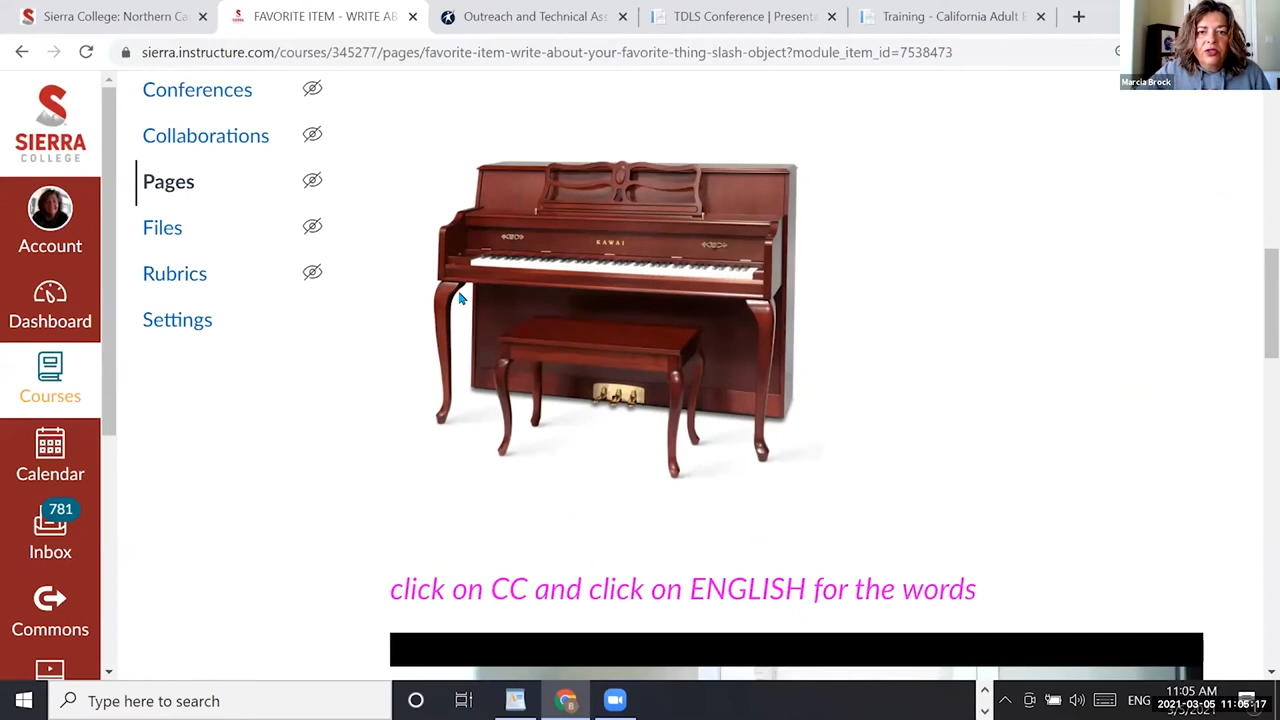 Sierra College: Northern Ca
FAVORITE ITEM - WRITE AB
Outreach and Technical Ass
TDLS Conference | Presenta
Training - California Adult E
sierra.instructure.com/courses/345277/pages/favorite-item-write-about-your-favorite-thing-slash-object?module_item_id=7538473
Marcia Brock
SIERRA
COLLEGE
Account
Dashboard
Courses
Calendar
781
Inbox
Commons
Conferences
Collaborations
Pages
Files
Rubrics
Settings
KAWAI
click on CC and click on ENGLISH for the words
Type here to search
ENG
11:05 AM
2021-03-05 11:05:17